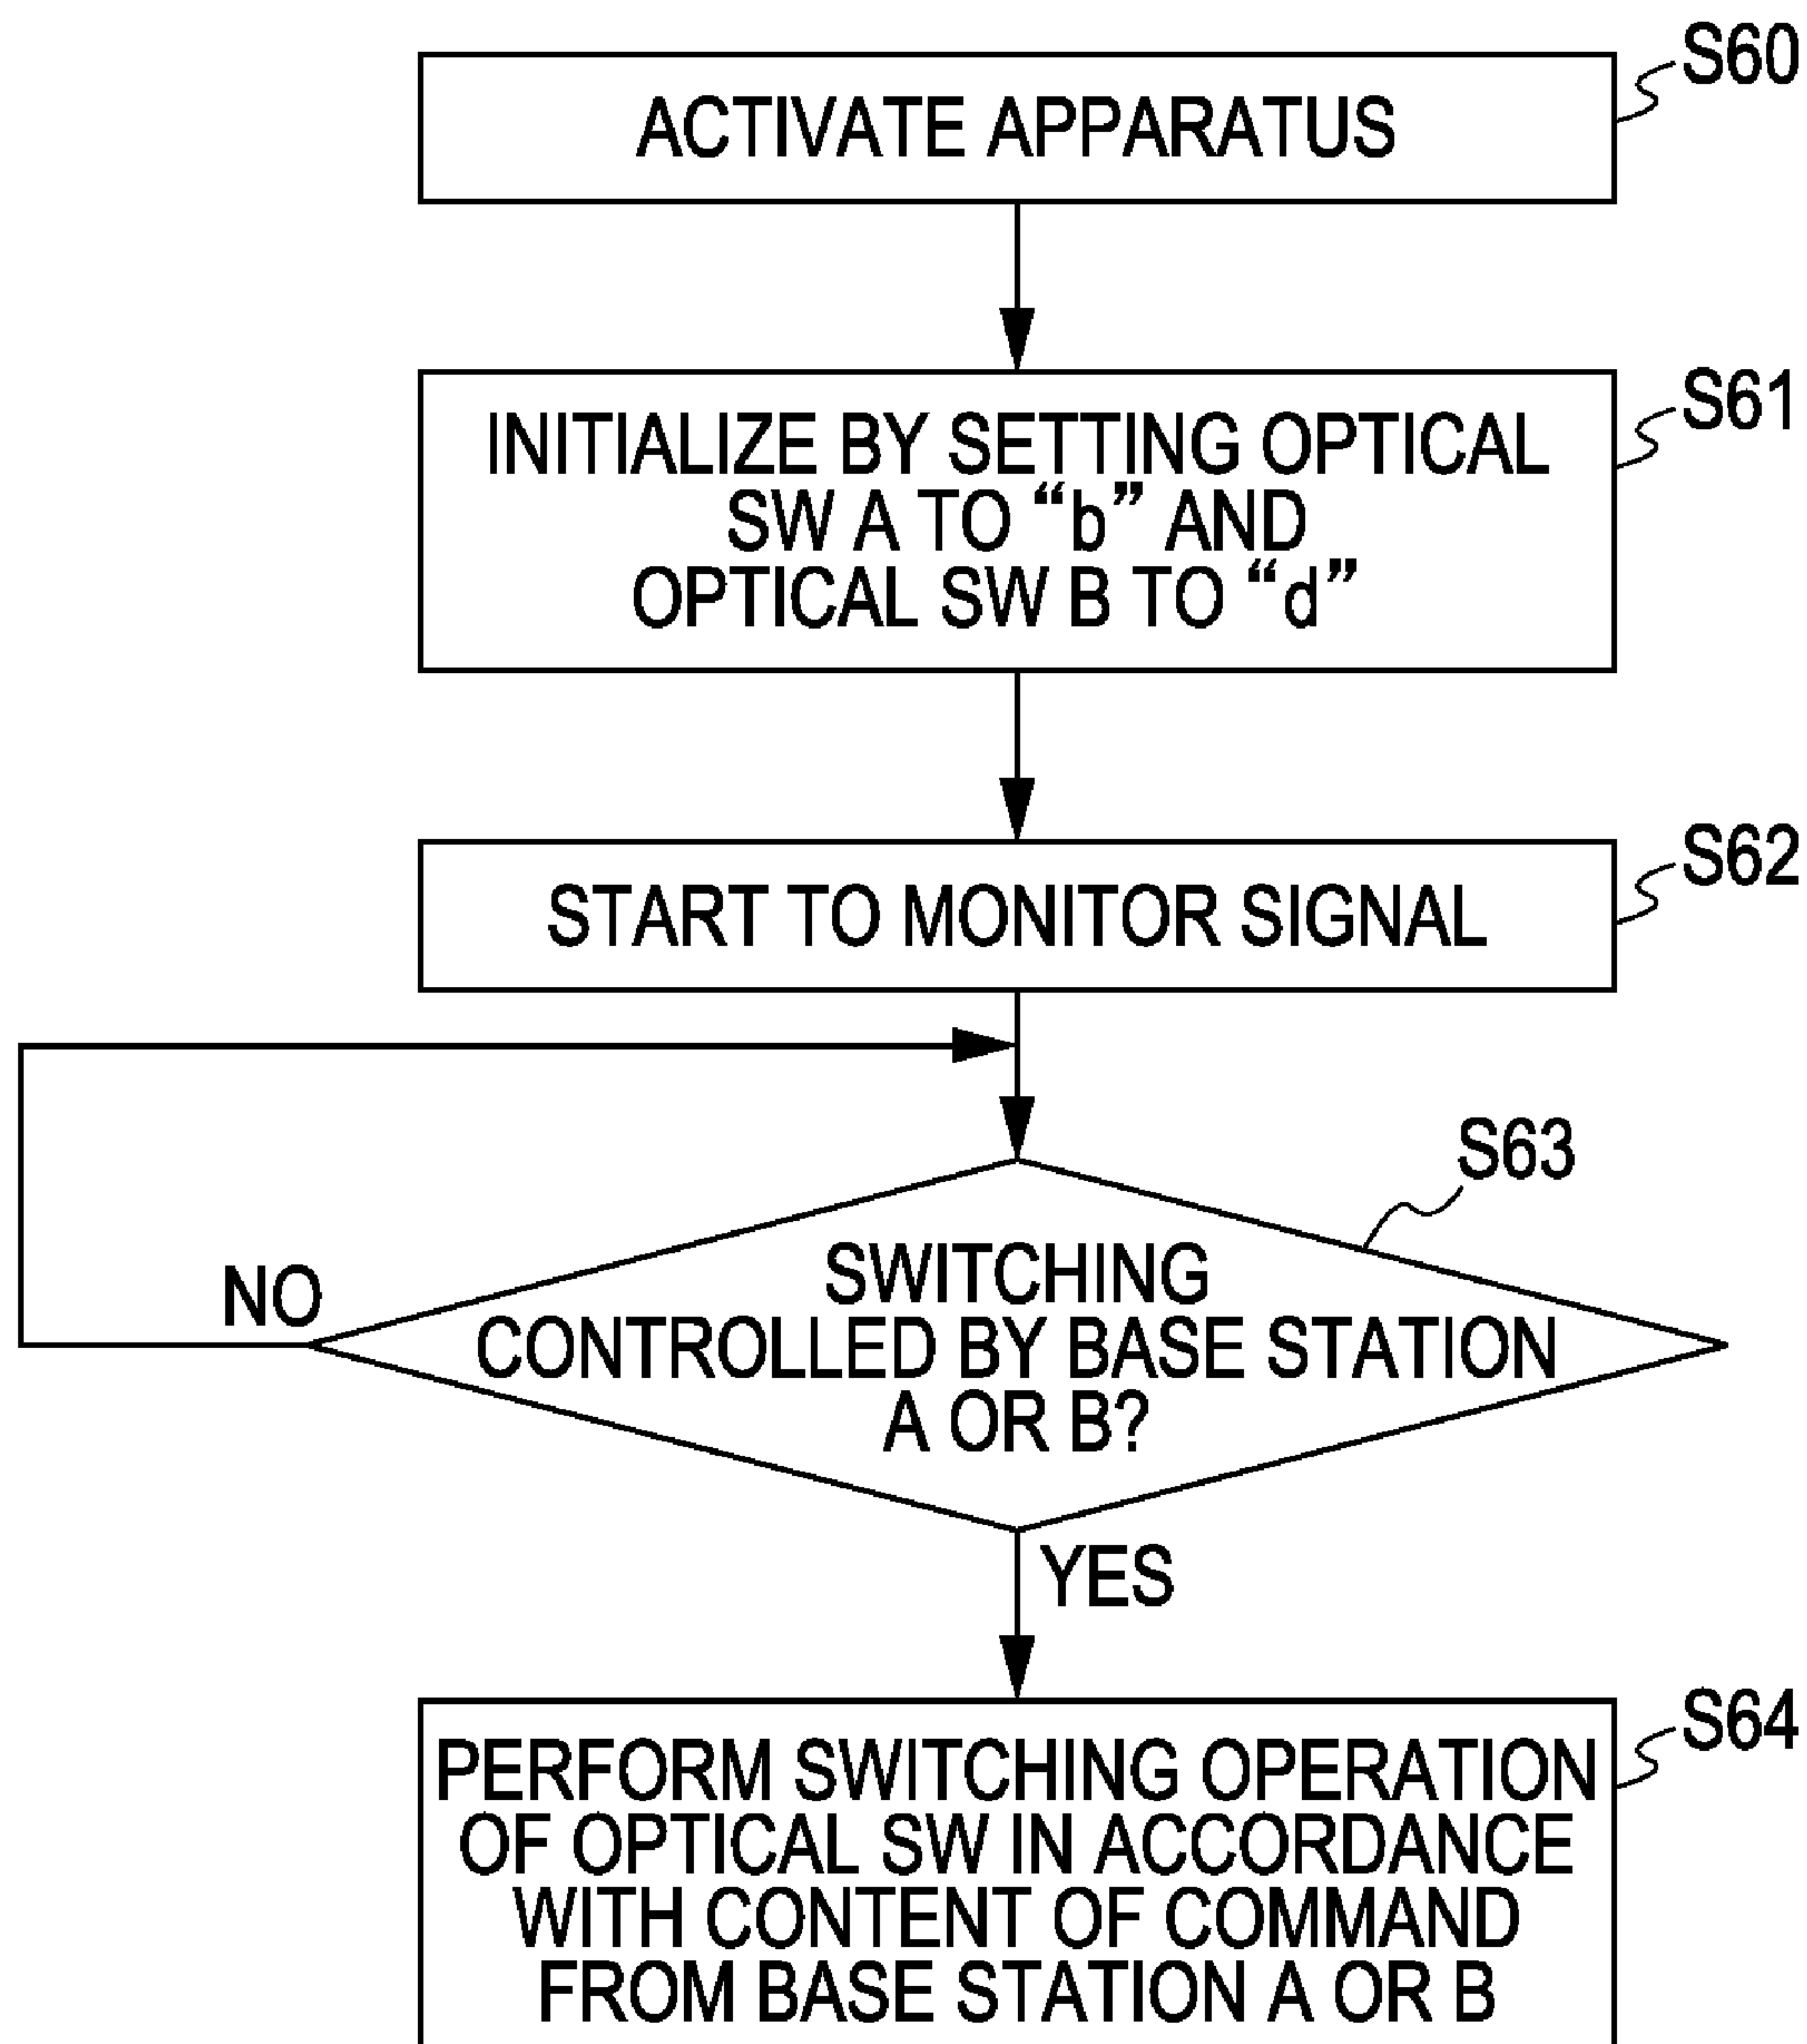 S60
ACTIVATE APPARATUS
S61
INITIALIZE BY SETTING OPTICAL
SW A TO “b” AND
OPTICAL SW B TO “d”
S62
START TO MONITOR SIGNAL
S63
SWITCHING
CONTROLLED BY BASE STATION
A OR B?
NO
YES
S64
PERFORM SWITCHING OPERATION
OF OPTICAL SW IN ACCORDANCE
WITH CONTENT OF COMMAND
FROM BASE STATION A OR B